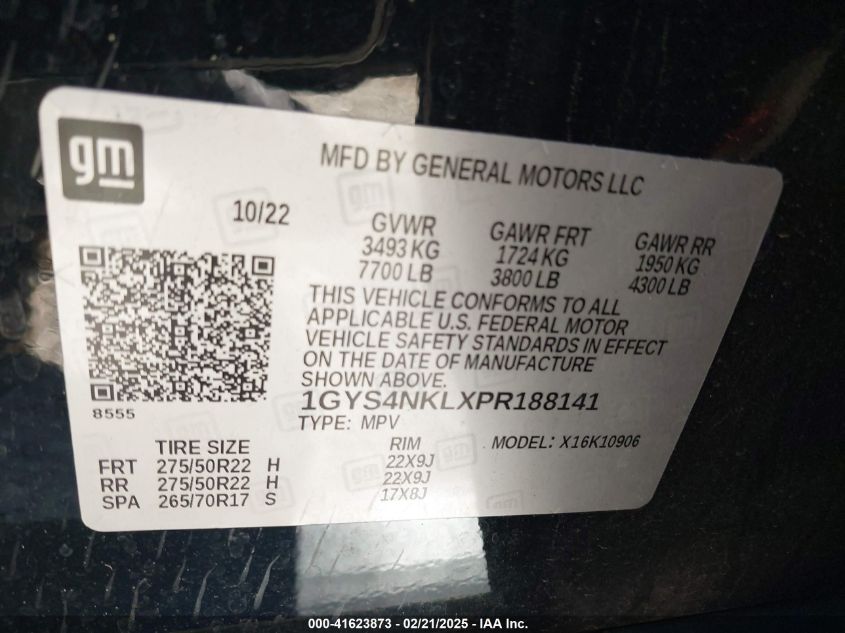 gm
MFD BY GENERAL MOTORS LLC
10/22
GVWR
3493 KG
7700 LB
GAWR FRT
1724 KG
3800 LB
GAWR RR
1950 KG
4300 LB
THIS VEHICLE CONFORMS TO ALL
APPLICABLE U.S. FEDERAL MOTOR
VEHICLE SAFETY STANDARDS IN EFFECT
ON THE DATE OF MANUFACTURE
SHOWN ABOVE.
1GYS4NKLXPR188141
TYPE: MPV
MODEL: X16K10906
8555
TIRE SIZE
RIM
FRT 275/50R22 H 22X9J
RR 275/50R22 H 22X9J
SPA 265/70R17 S 17X8J
000-41623873 - 02/21/2025 - IAA Inc.